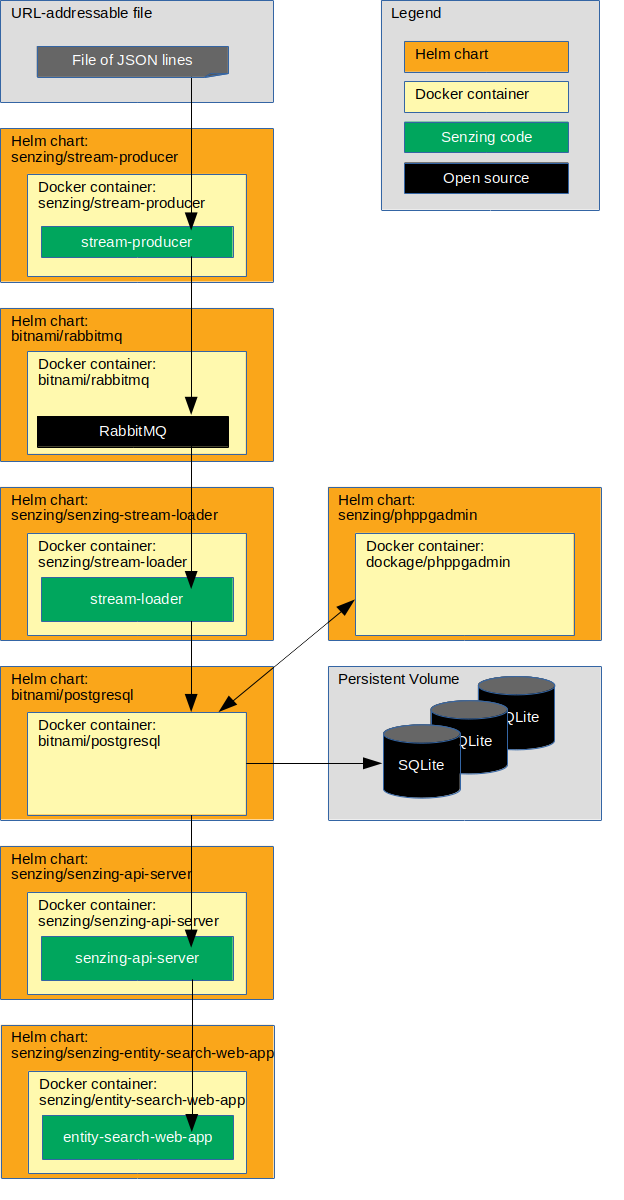 URL-addressable file
File of JSON lines
Legend
Helm chart
Docker container
Senzing code
Open source
Helm chart:
senzing/stream-producer
Docker container:
senzing/stream-producer
stream-producer
Helm chart:
bitnami/rabbitmq
Docker container:
bitnami/rabbitmq
RabbitMQ
Helm chart:
senzing/senzing-stream-loader
Docker container:
senzing/stream-loader
stream-loader
Helm chart:
senzing/phppgadmin
Docker container:
dockage/phppgadmin
Helm chart:
bitnami/postgresql
Docker container:
bitnami/postgresql
Persistent Volume
QLite
QLite
SQLite
Helm chart:
senzing/senzing-api-server
Docker container:
senzing/senzing-api-server
senzing-api-server
Helm chart:
senzing/senzing-entity-search-web-app
Docker container:
senzing/entity-search-web-app
entity-search-web-app